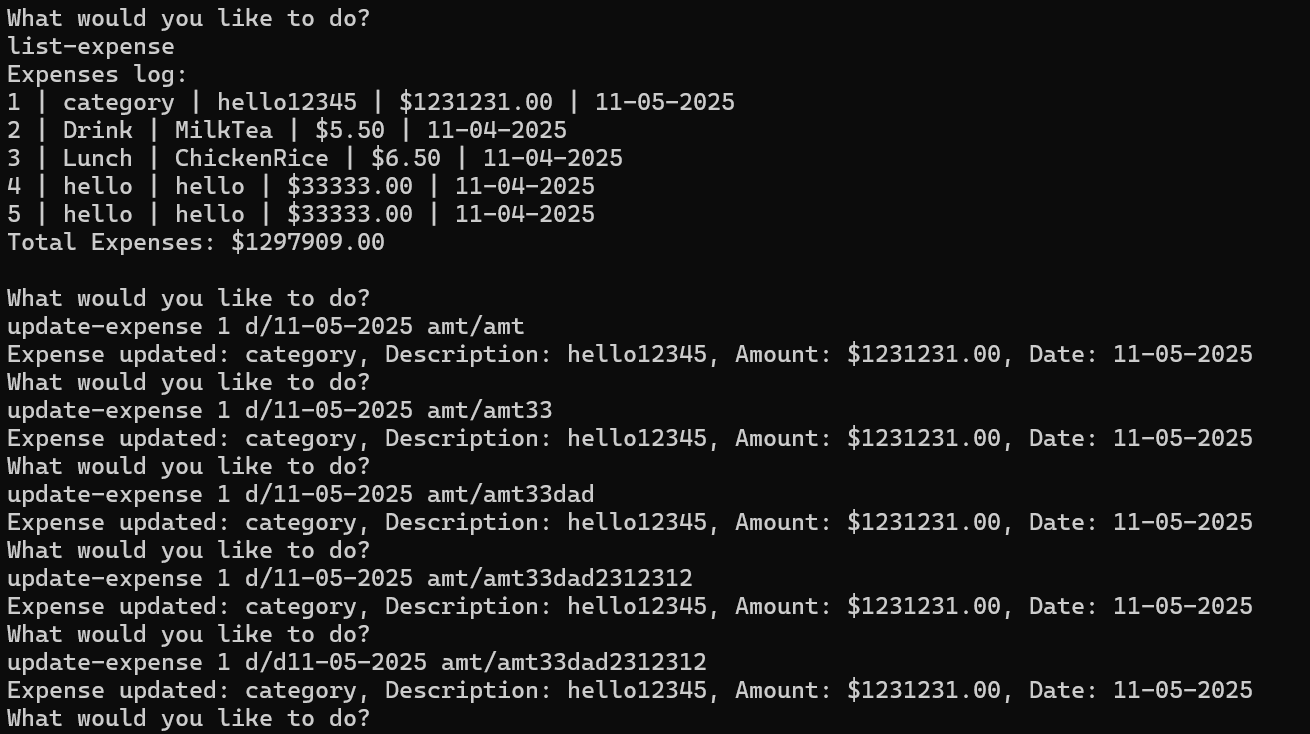 What would you like to do?
list-expense
Expenses log:
1 | category | hello12345 | $1231231.00 | 11-05-2025
2 | Drink | MilkTea | $5.50 | 11-04-2025
3 | Lunch | ChickenRice | $6.50 | 11-04-2025
4 | hello | hello | $33333.00 | 11-04-2025
5 | hello | hello | $33333.00 | 11-04-2025
Total Expenses: $1297909.00
What would you like to do?
update-expense 1 d/11-05-2025 amt/amt
Expense updated: category, Description: hello12345, Amount: $1231231.00, Date: 11-05-2025
What would you like to do?
update-expense 1 d/11-05-2025 amt/amt33
Expense updated: category, Description: hello12345, Amount: $1231231.00, Date: 11-05-2025
What would you like to do?
update-expense 1 d/11-05-2025 amt/amt33dad
Expense updated: category, Description: hello12345, Amount: $1231231.00, Date: 11-05-2025
What would you like to do?
update-expense 1 d/11-05-2025 amt/amt33dad2312312
Expense updated: category, Description: hello12345, Amount: $1231231.00, Date: 11-05-2025
What would you like to do?
update-expense 1 d/d11-05-2025 amt/amt33dad2312312
Expense updated: category, Description: hello12345, Amount: $1231231.00, Date: 11-05-2025
What would you like to do?